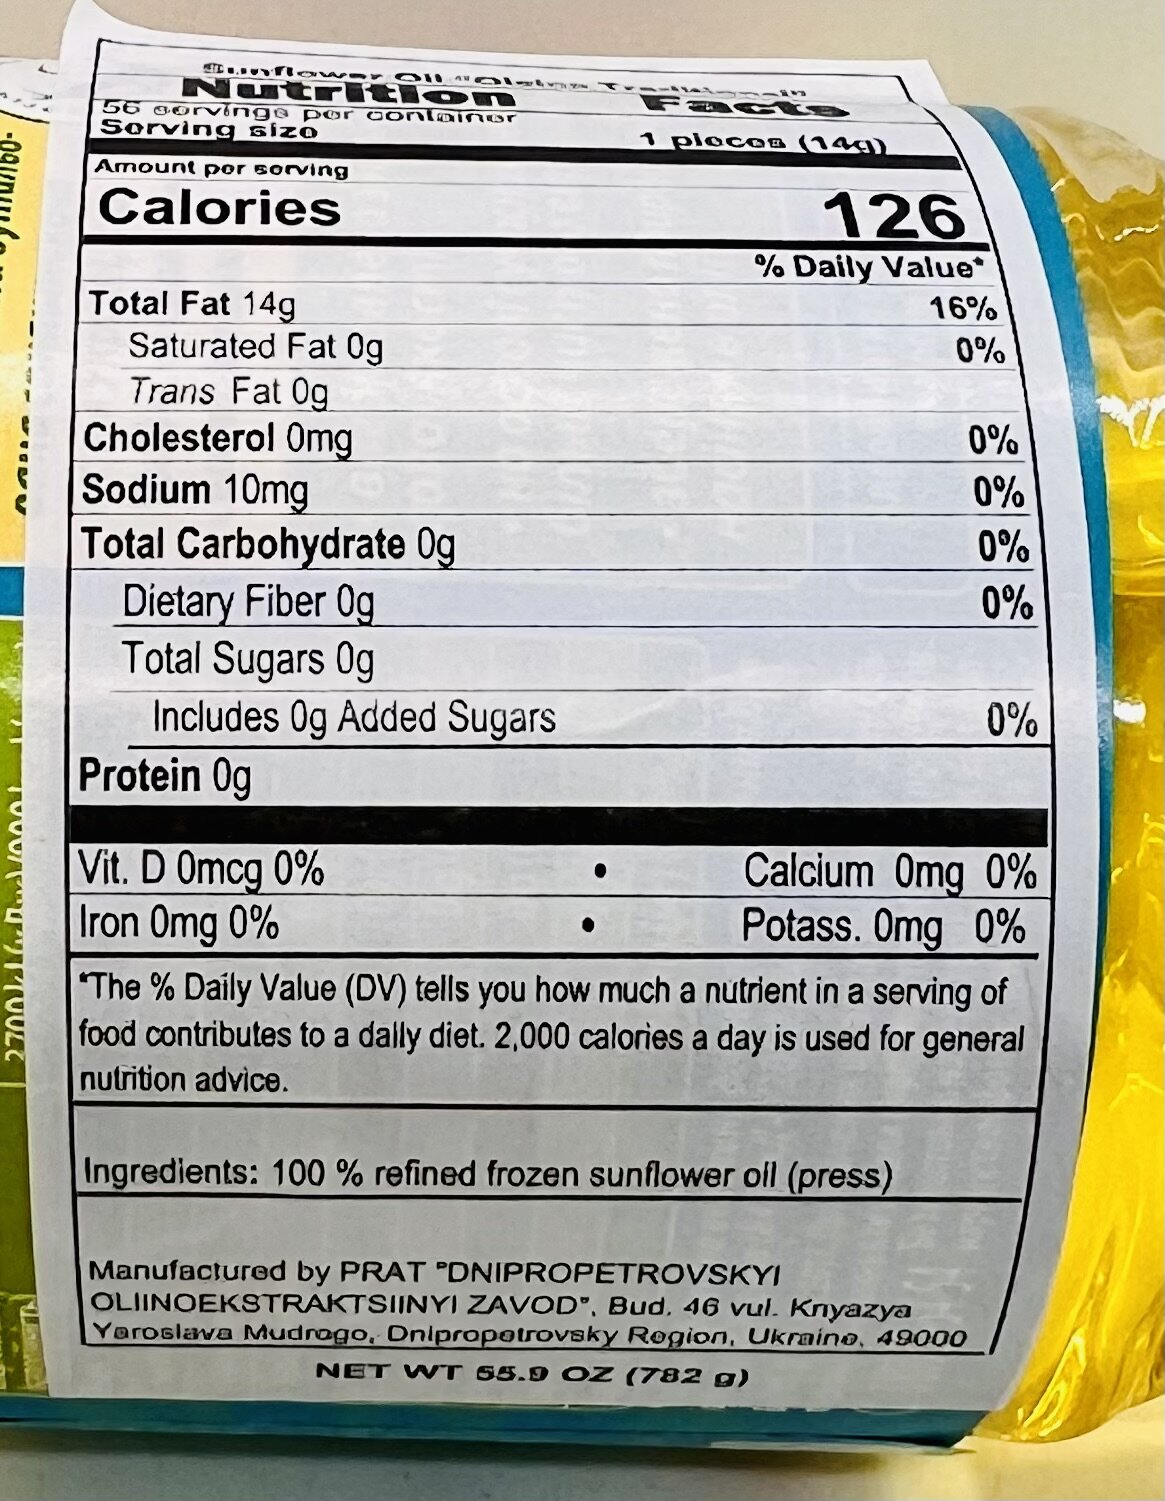 Sunflower Oil "Oleina Traditional"
Nutrition Facts
56 servings per container
Serving size 1 pieces (14g)
Amount per serving
Calories 126
% Daily Value*
Total Fat 14g 16%
Saturated Fat 0g 0%
Trans Fat 0g
Cholesterol 0mg 0%
Sodium 10mg 0%
Total Carbohydrate 0g 0%
Dietary Fiber 0g 0%
Total Sugars 0g
Includes 0g Added Sugars 0%
Protein 0g
Vit. D 0mcg 0% • Calcium 0mg 0%
Iron 0mg 0% • Potass. 0mg 0%
*The % Daily Value (DV) tells you how much a nutrient in a serving of
food contributes to a daily diet. 2,000 calories a day is used for general
nutrition advice.
Ingredients: 100 % refined frozen sunflower oil (press)
Manufactured by PRAT "DNIPROPETROVSKYI
OLIINOEKSTRAKTSIINYI ZAVOD", Bud. 46 vul. Knyazya
Yaroslava Mudrogo, Dnipropetrovsky Region, Ukraine, 49000
NET WT 55.9 OZ (782 g)